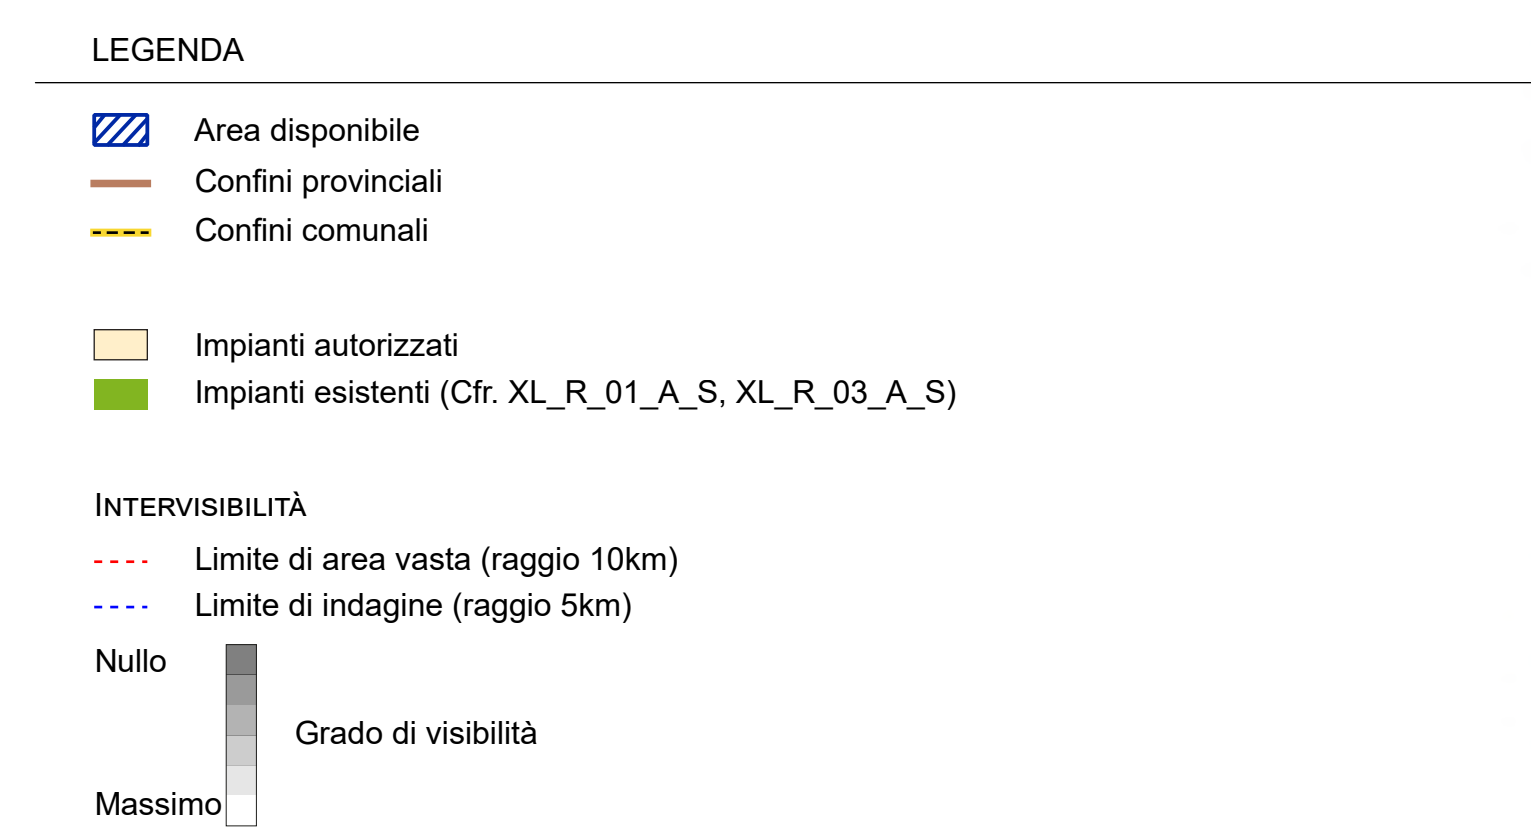 LEGENDA
Area disponibile
Confini provinciali
Confini comunali
Impianti autorizzati
Impianti esistenti (Cfr. XL_R_01_A_S, XL_R_03_A_S)
INTERVISIBILITÀ
Limite di area vasta (raggio 10km)
Limite di indagine (raggio 5km)
Nullo
Grado di visibilità
Massimo